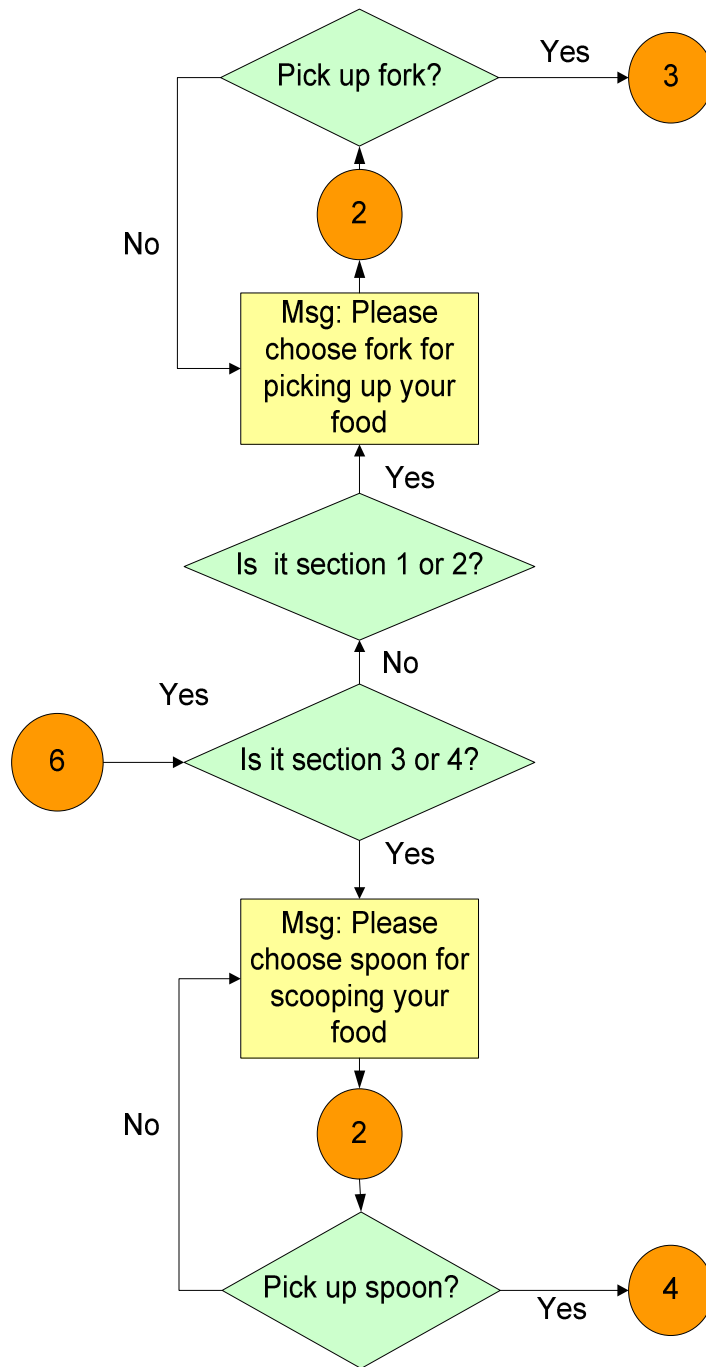 Pick up fork?
Yes
3
2
No
Msg: Please
choose fork for
picking up your
food
Yes
Is it section 1 or 2?
No
Yes
6
Is it section 3 or 4?
Yes
Msg: Please
choose spoon for
scooping your
food
No
2
Pick up spoon?
Yes
4